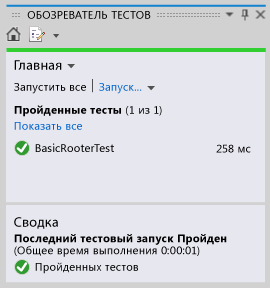 ОБОЗРЕВАТЕЛЬ ТЕСТОВ
Главная
Запустить все Запуск...
Пройденные тесты (1 из 1)
Показать все
BasicRooterTest 258 мс
Сводка
Последний тестовый запуск Пройден
(Общее время выполнения 0:00:01)
Пройденных тестов